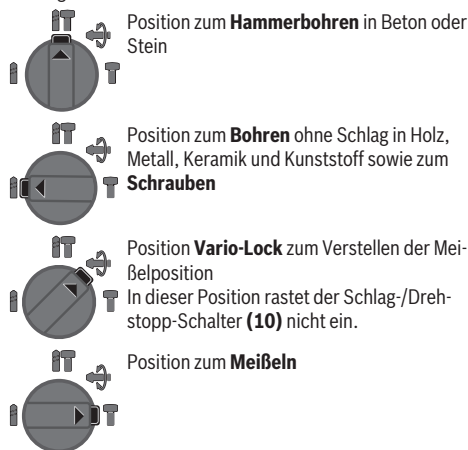 Position zum Hammerbohren in Beton oder
Stein
Position zum Bohren ohne Schlag in Holz,
Metall, Keramik und Kunststoff sowie zum
Schrauben
Position Vario-Lock zum Verstellen der Mei-
ßelposition
In dieser Position rastet der Schlag-/Dreh-
stopp-Schalter (10) nicht ein.
Position zum Meißeln